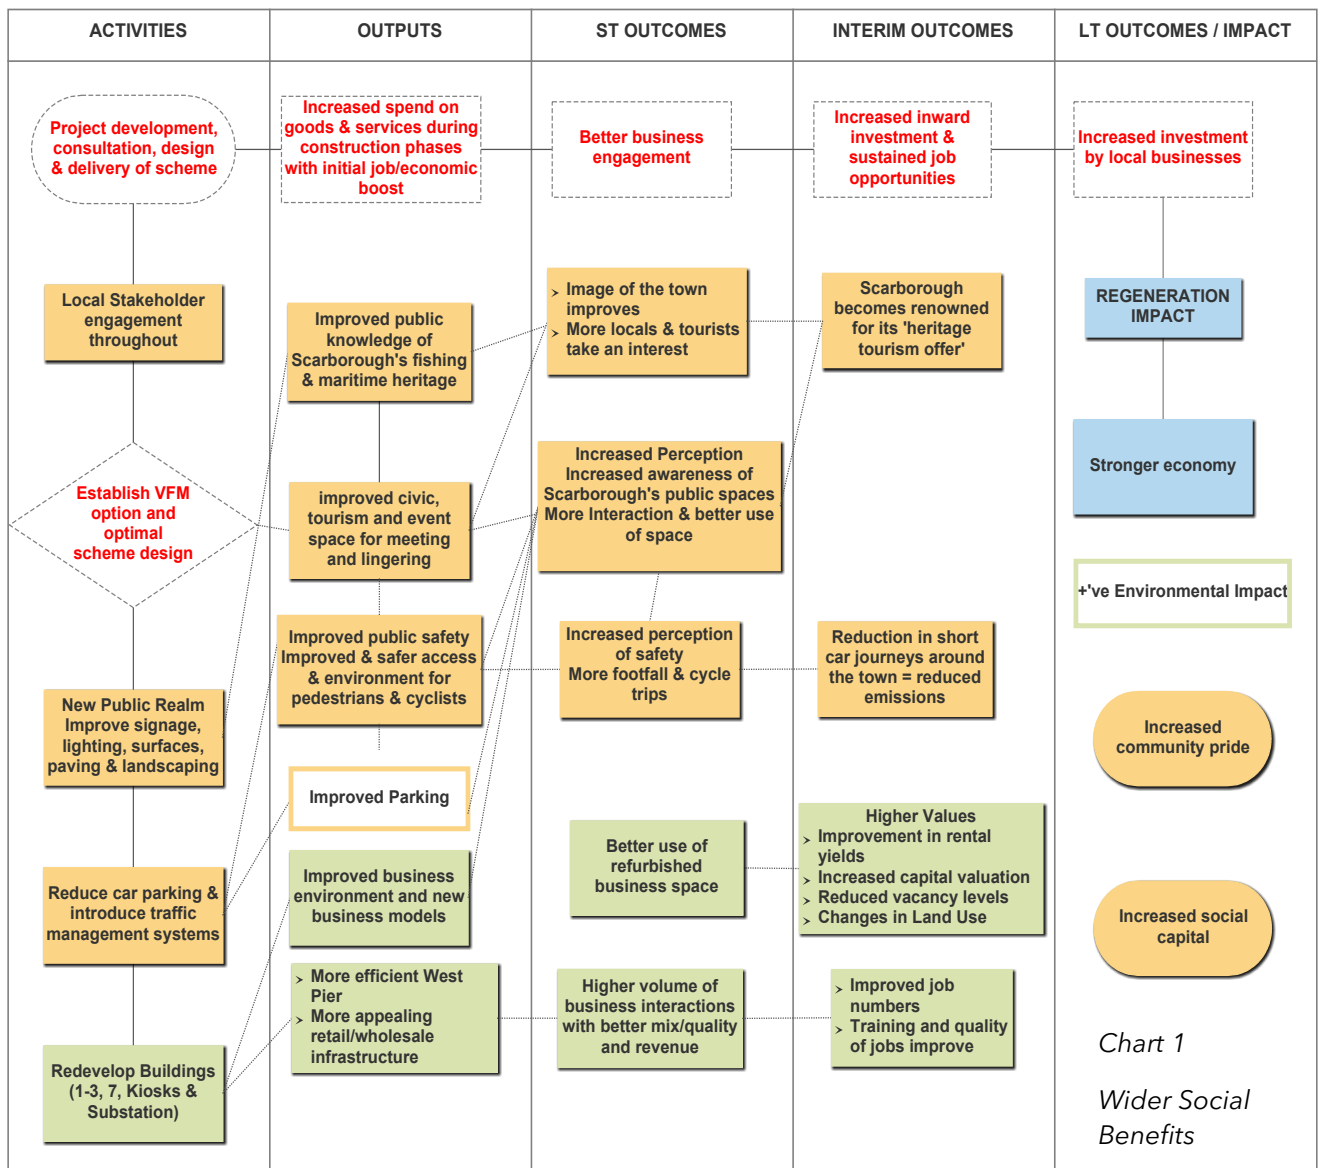 ACTIVITIES
OUTPUTS
ST OUTCOMES
INTERIM OUTCOMES
LT OUTCOMES / IMPACT
Project development,
consultation, design
& delivery of scheme
Increased spend on
goods & services during
construction phases
with initial job/economic
boost
Better business
engagement
Increased inward
investment &
sustained job
opportunities
Increased investment
by local businesses
Local Stakeholder
engagement
throughout
Establish VFM
option and
optimal
scheme design
New Public Realm
Improve signage,
lighting, surfaces,
paving & landscaping
Reduce car parking &
introduce traffic
management systems
Redevelop Buildings
(1-3, 7, Kiosks &
Substation)
Improved public
knowledge of
Scarborough's fishing
& maritime heritage
improved civic,
tourism and event
space for meeting
and lingering
Improved public safety
Improved & safer access
& environment for
pedestrians & cyclists
Improved Parking
Improved business
environment and new
business models
➢ More efficient West
Pier
➢ More appealing
retail/wholesale
infrastructure
➢ Image of the town
improves
➢ More locals & tourists
take an interest
Increased Perception
Increased awareness of
Scarborough's public spaces
More Interaction & better use
of space
Increased perception
of safety
More footfall & cycle
trips
Better use of
refurbished
business space
Higher volume of
business interactions
with better mix/quality
and revenue
Scarborough
becomes renowned
for its 'heritage
tourism offer'
Reduction in short
car journeys around
the town = reduced
emissions
Higher Values
➢ Improvement in rental
yields
➢ Increased capital valuation
➢ Reduced vacancy levels
➢ Changes in Land Use
➢ Improved job
numbers
➢ Training and quality
of jobs improve
REGENERATION
IMPACT
Stronger economy
+'ve Environmental Impact
Increased
community pride
Increased social
capital
Chart 1
Wider Social
Benefits